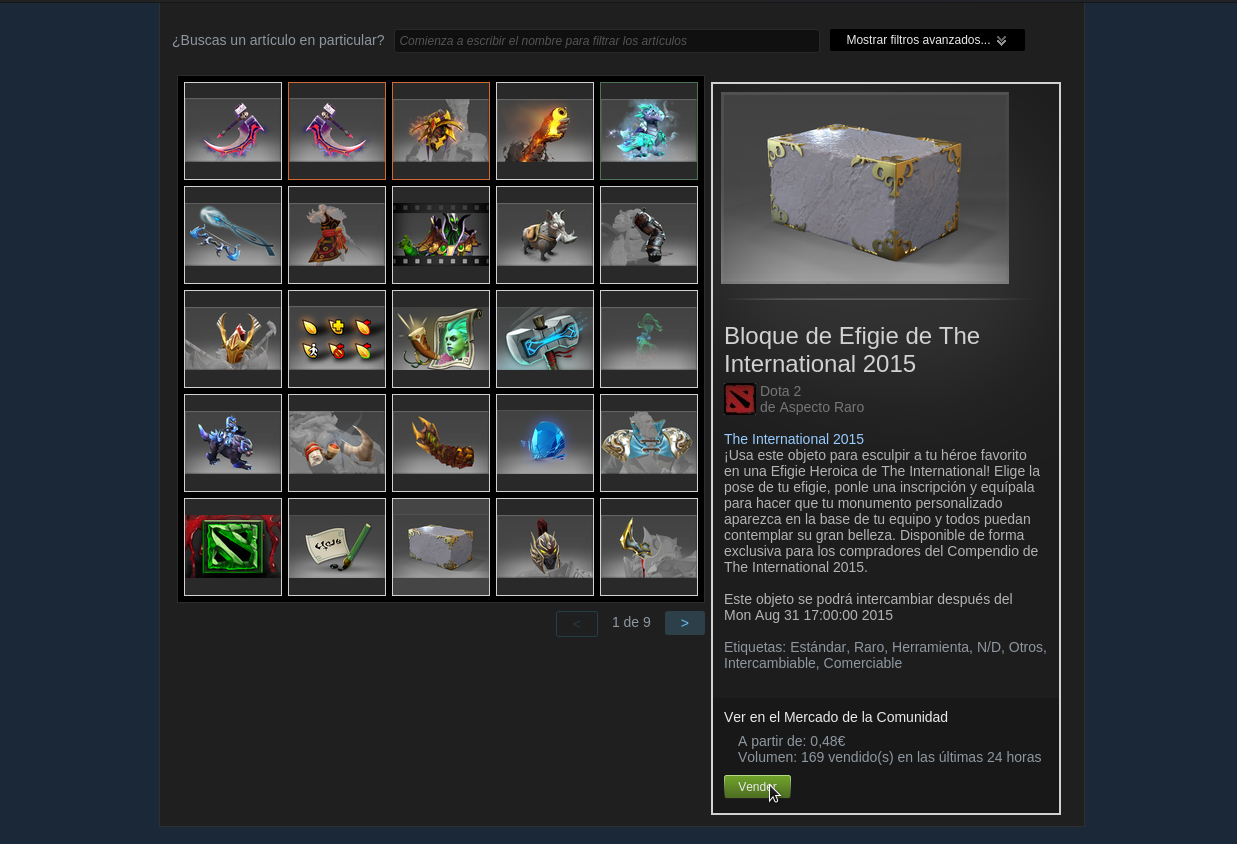 ¿Buscas un artículo en particular?
Comienza a escribir el nombre para filtrar los artículos
Mostrar filtros avanzados...
Bloque de Efigie de The
International 2015
Dota 2
de Aspecto Raro
The International 2015
¡Usa este objeto para esculpir a tu héroe favorito
en una Efigie Heroica de The International! Elige la
pose de tu efigie, ponle una inscripción y equípala
para hacer que tu monumento personalizado
aparezca en la base de tu equipo y todos puedan
contemplar su gran belleza. Disponible de forma
exclusiva para los compradores del Compendio de
The International 2015.
Este objeto se podrá intercambiar después del
Mon Aug 31 17:00:00 2015
Etiquetas: Estándar, Raro, Herramienta, N/D, Otros,
Intercambiable, Comerciable
Ver en el Mercado de la Comunidad
A partir de: 0,48€
Volumen: 169 vendido(s) en las últimas 24 horas
Vender
< 1 de 9 >